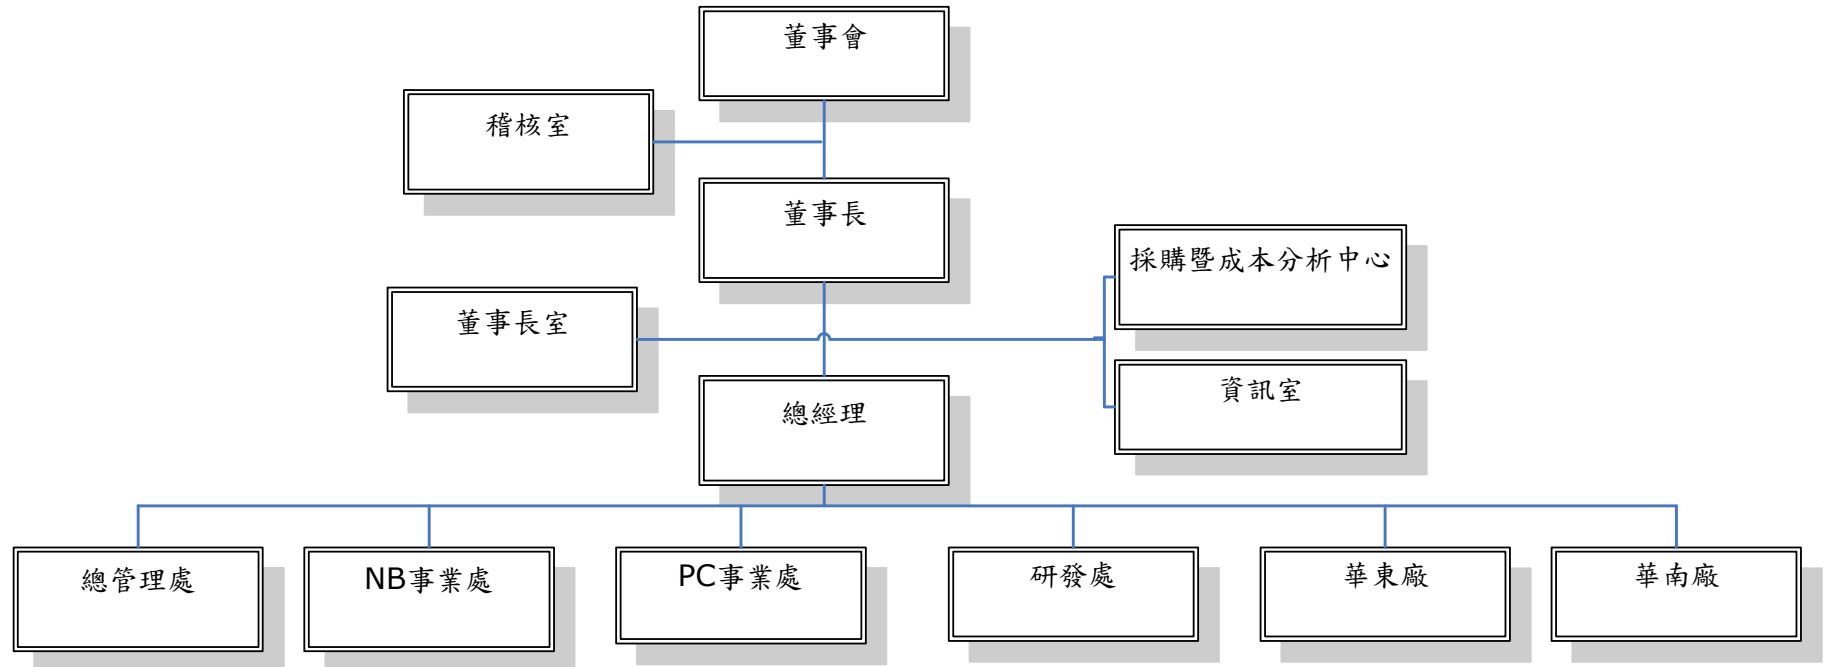 董事會
稽核室
董事長
採購暨成本分析中心
董事長室
資訊室
總經理
總管理處
NB事業處
PC事業處
研發處
華東廠
華南廠